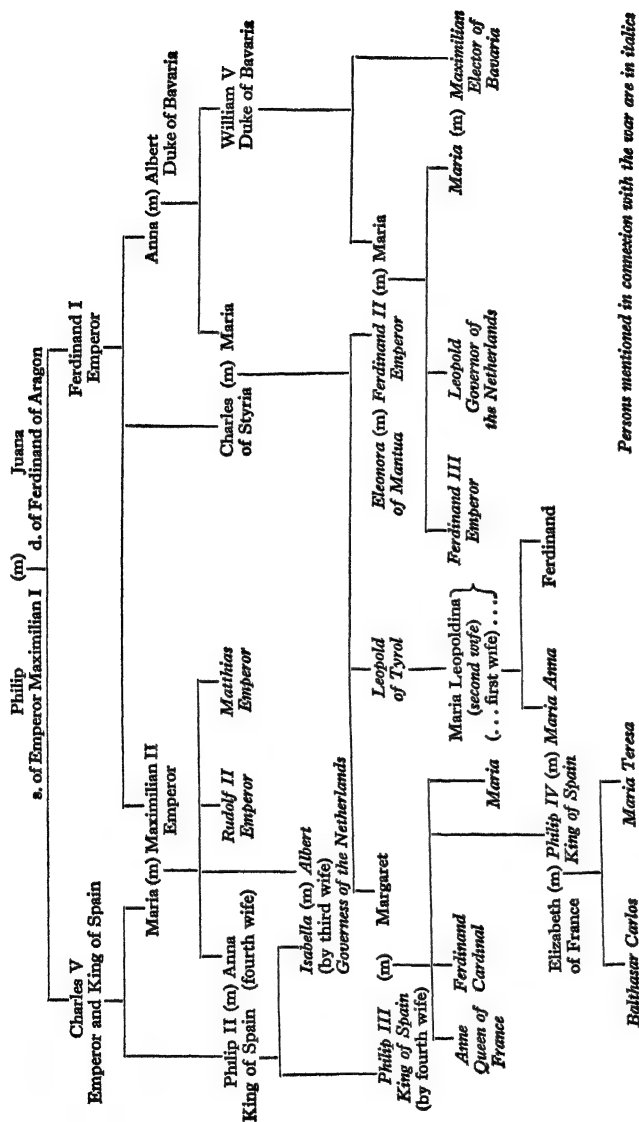 Philip (m) Juana
s. of Emperor Maximilian I d. of Ferdinand of Aragon
Charles V
Emperor and King of Spain
Ferdinand I
Emperor
Maria (m) Maximilian II
Emperor
Anna (m) Albert
Duke of Bavaria
Philip II (m) Anna
King of Spain (fourth wife)
Rudolf II
Emperor
Mathias
Emperor
Charles (m) Maria
of Styria
William V
Duke of Bavaria
Isabella (m) Albert
(by third wife)
Governess of the Netherlands
Philip III (m) Margaret
King of Spain
(by fourth wife)
Leopold
of Tyrol
Eleonora (m) Ferdinand II (m) Maria
of Mantua Emperor
Anne
Queen of
France
Ferdinand
Cardinal
Maria
Maria Leopoldina
(second wife)
(... first wife) ...
Ferdinand III
Emperor
Leopold
Governor of
the Netherlands
Maria (m) Maximilian
Elector of
Bavaria
Elizabeth (m) Philip IV (m) Maria Anna
of France King of Spain
Ferdinand
Balthasar Carlos
Maria Teresa
Persons mentioned in connexion with the war are in italics